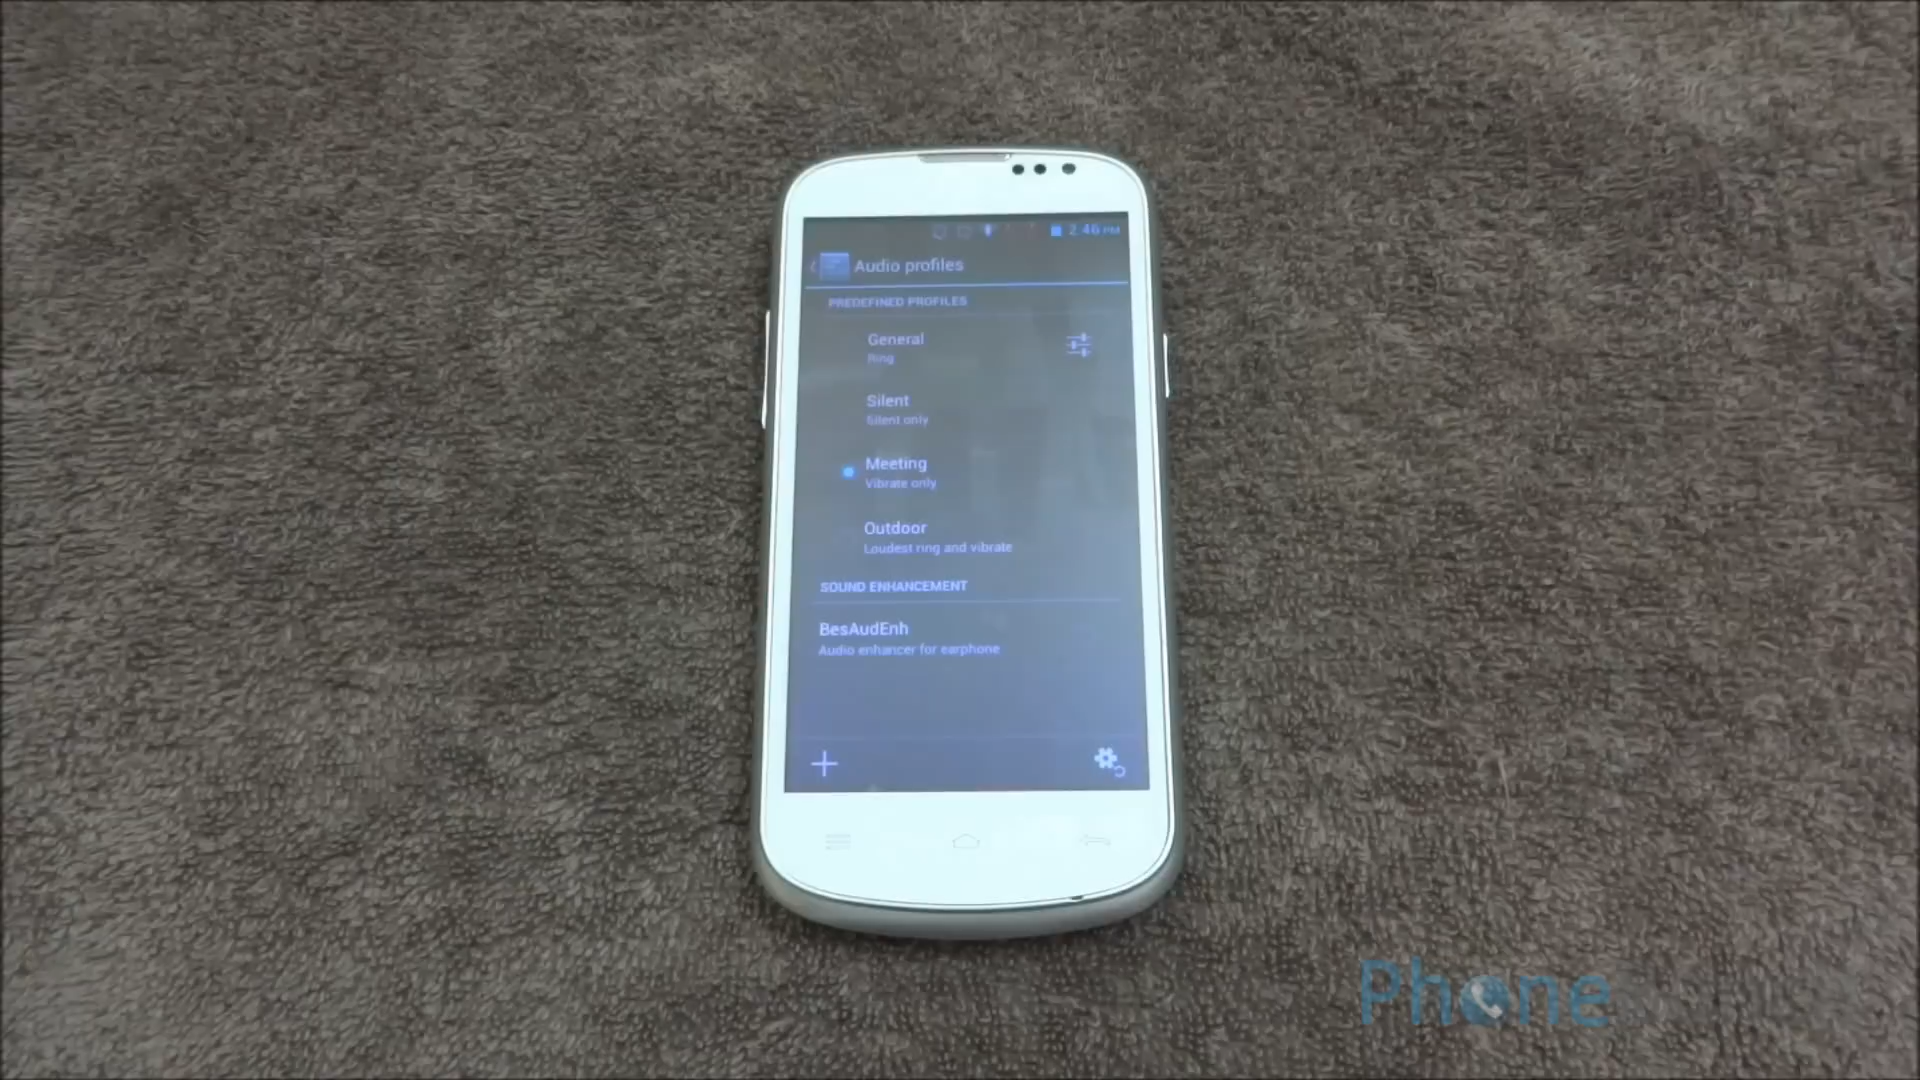 2:46 PM
Audio profiles
PREDEFINED PROFILES
General
Ring
Silent
Silent only
Meeting
Vibrate only
Outdoor
Loudest ring and vibrate
SOUND ENHANCEMENT
BesAudEnh
Audio enhancer for earphone
Phone